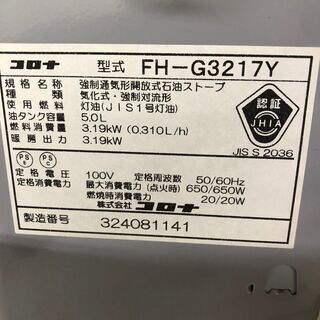 コロナ 型式 FH-G3217Y
規格名称 強制通気形開放式石油ストーブ
型式の別 気化式・強制対流形
使用燃料 灯油(JIS1号灯油)
油タンク容量 5.0L
燃料消費量 3.19kW (0.310L/h)
暖房出力 3.19kW
認証
JHIA
JIS S 2036
PS
C
PS
E
定格電圧 100V 定格周波数 50/60Hz
定格消費電力 最大消費電力(点火時) 650/650W
燃焼時消費電力 20/20W
株式会社 コロナ
製造番号 324081141